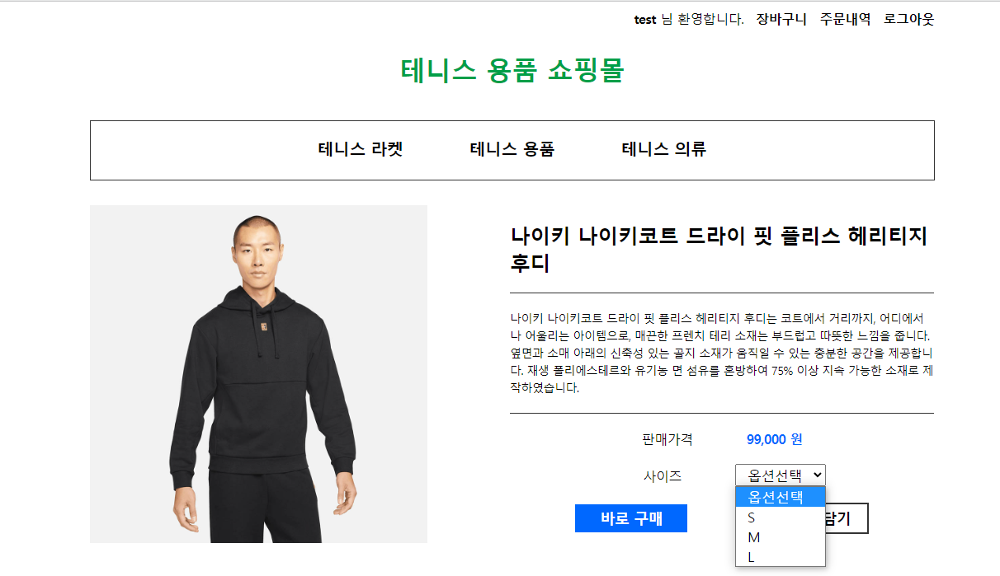 test 님 환영합니다. 장바구니 주문내역 로그아웃
테니스 용품 쇼핑몰
테니스 라켓 테니스 용품 테니스 의류
나이키 나이키코트 드라이 핏 플리스 헤리티지
후디
나이키 나이키코트 드라이 핏 플리스 헤리티지 후디는 코트에서 거리까지, 어디에서
나 어울리는 아이템으로, 매끈한 프렌치 테리 소재는 부드럽고 따뜻한 느낌을 줍니다.
옆면과 소매 아래의 신축성 있는 골지 소재가 움직일 수 있는 충분한 공간을 제공합니
다. 재생 폴리에스테르와 유기농 면 섬유를 혼방하여 75% 이상 지속 가능한 소재로 제
작하였습니다.
판매가격 99,000 원
사이즈 옵션선택
옵션선택
S
바로 구매 담기
M
L